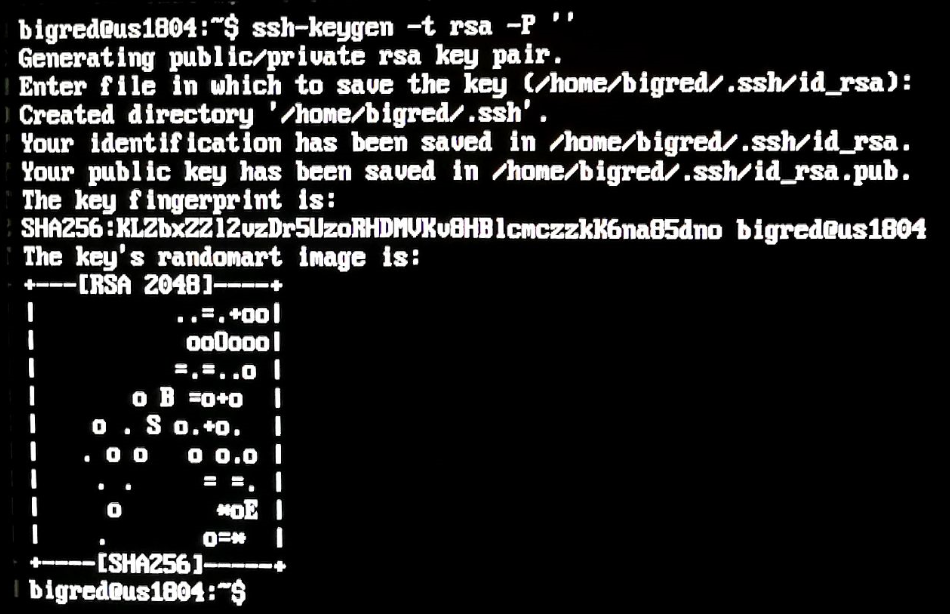 bigred@us1804:~$ ssh-keygen -t rsa -P ''
Generating public/private rsa key pair.
Enter file in which to save the key (/home/bigred/.ssh/id_rsa):
Created directory '/home/bigred/.ssh'.
Your identification has been saved in /home/bigred/.ssh/id_rsa.
Your public key has been saved in /home/bigred/.ssh/id_rsa.pub.
The key fingerprint is:
SHA256:KLZbxZZl2vzDr5UzoRHDMVKv8HBlcmczzkK6na85dno bigred@us1804
The key's randomart image is:
+---[RSA 2048]----+
|          ..=.+oo|
|           ooOooo|
|          =.=..o |
|       o B =o+o  |
|    o . S o.+o.  |
|   . o o   o o.o |
|    . .     = =. |
|     o       *oE |
|    .       o=*  |
+----[SHA256]-----+
bigred@us1804:~$